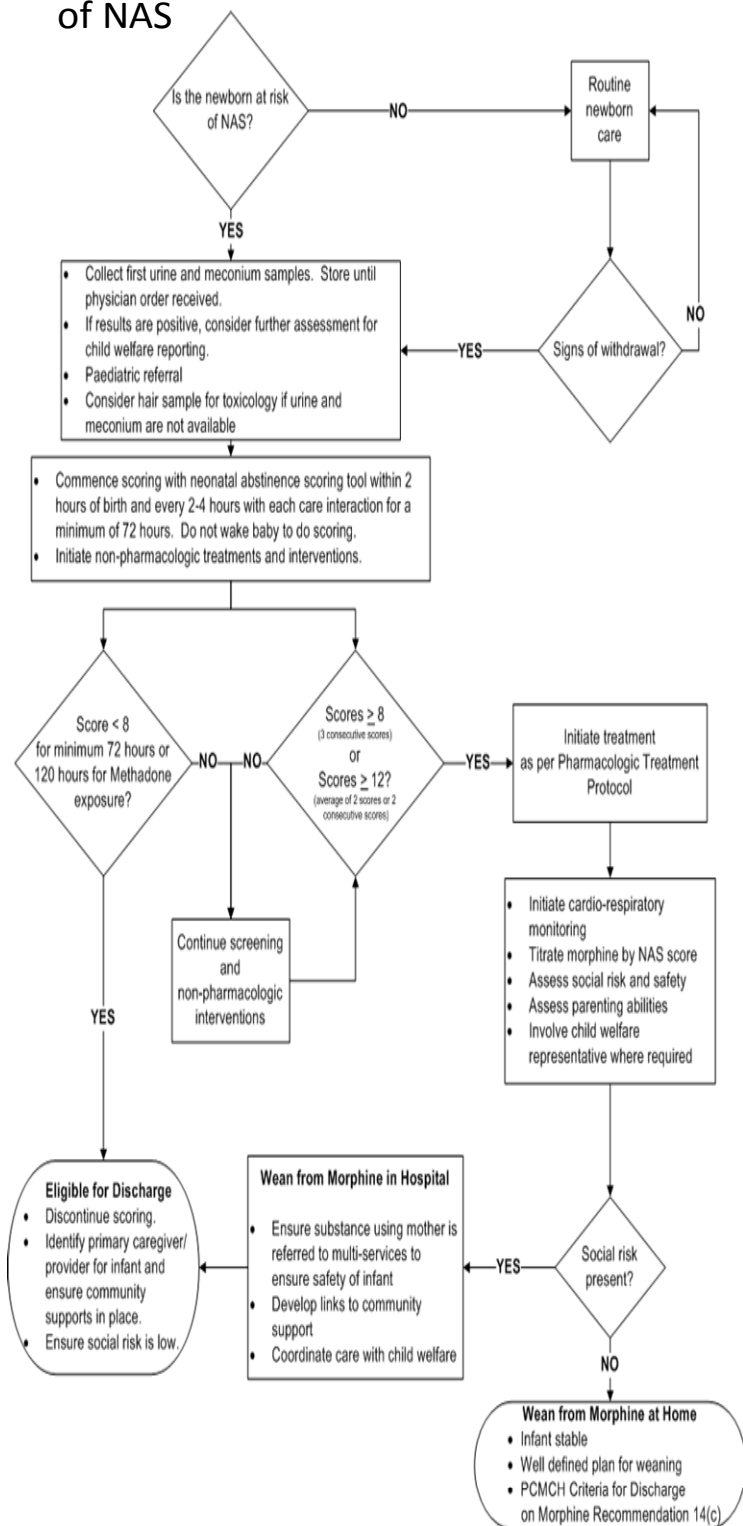 of NAS
Is the newborn at risk
of NAS?
NO
Routine
newborn
care
YES
• Collect first urine and meconium samples. Store until
physician order received.
• If results are positive, consider further assessment for
child welfare reporting.
• Paediatric referral
• Consider hair sample for toxicology if urine and
meconium are not available
YES
Signs of withdrawal?
NO
• Commence scoring with neonatal abstinence scoring tool within 2
hours of birth and every 2-4 hours with each care interaction for a
minimum of 72 hours. Do not wake baby to do scoring.
• Initiate non-pharmacologic treatments and interventions.
Score < 8
for minimum 72 hours or
120 hours for Methadone
exposure?
NO
NO
Scores ≥ 8
(3 consecutive scores)
or
Scores ≥ 12?
(average of 2 scores or 2
consecutive scores)
YES
Initiate treatment
as per Pharmacologic Treatment
Protocol
Continue screening
and
non-pharmacologic
interventions
• Initiate cardio-respiratory
monitoring
• Titrate morphine by NAS score
• Assess social risk and safety
• Assess parenting abilities
• Involve child welfare
representative where required
YES
Eligible for Discharge
• Discontinue scoring.
• Identify primary caregiver/
provider for infant and
ensure community
supports in place.
• Ensure social risk is low.
Wean from Morphine in Hospital
• Ensure substance using mother is
referred to multi-services to
ensure safety of infant
• Develop links to community
support
• Coordinate care with child welfare
YES
Social risk
present?
NO
Wean from Morphine at Home
• Infant stable
• Well defined plan for weaning
• PCMCH Criteria for Discharge
on Morphine Recommendation 14(c)